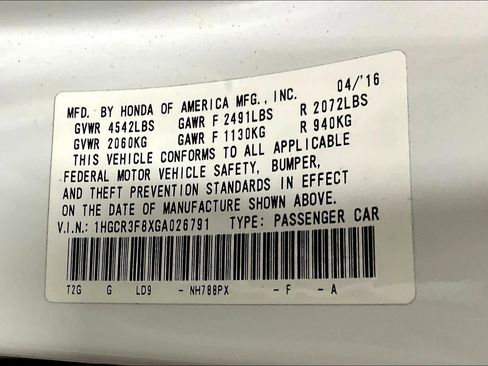 MFD. BY HONDA OF AMERICA MFG., INC. 04/'16
GVWR 4542LBS GAWR F 2491LBS R 2072LBS
GVWR 2060KG GAWR F 1130KG R 940KG
THIS VEHICLE CONFORMS TO ALL APPLICABLE
FEDERAL MOTOR VEHICLE SAFETY, BUMPER,
AND THEFT PREVENTION STANDARDS IN EFFECT
ON THE DATE OF MANUFACTURE SHOWN ABOVE.
V.I.N.: 1HGCR3F8XGA026791 TYPE: PASSENGER CAR
T2G G LD9 -NH788PX -F -A